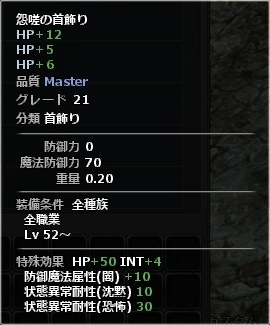 怨嗟の首飾り
HP+12
HP+5
HP+6
品質 Master
グレード 21
分類 首飾り
防御力 0
魔法防御力 70
重量 0.20
装備条件 全種族
全職業
Lv 52～
特殊効果 HP+50 INT+4
防御魔法属性(闇) +10
状態異常耐性(沈黙) 10
状態異常耐性(恐怖) 30